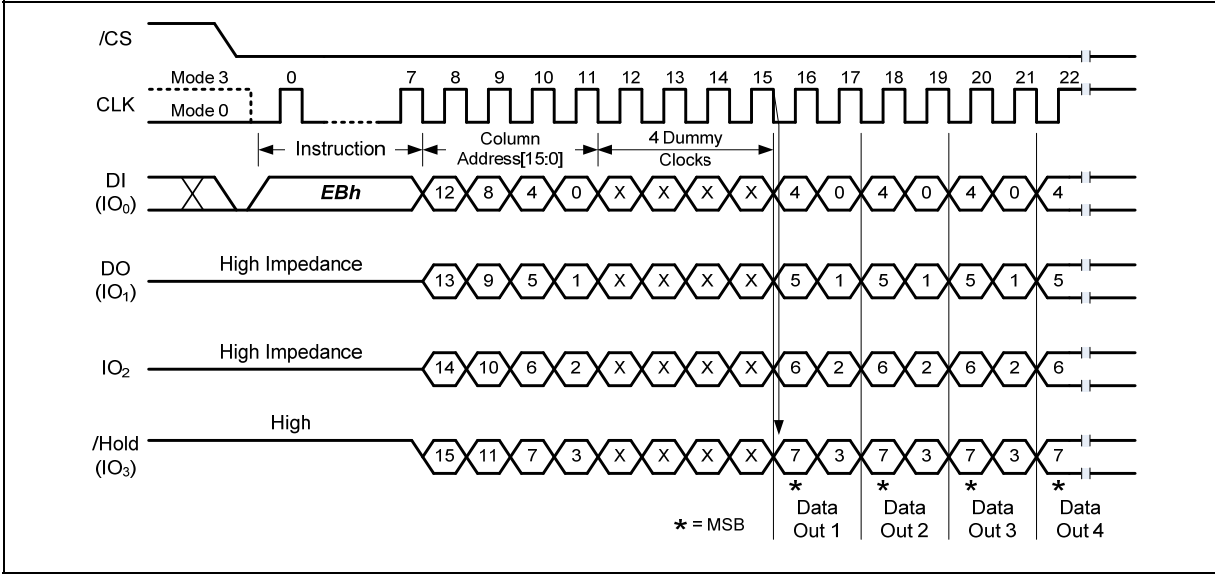 /CS
Mode 3 0 7 8 9 10 11 12 13 14 15 16 17 18 19 20 21 22
CLK
Mode 0
Instruction
Column
Address[15:0]
4 Dummy
Clocks
DI
(IO0)
EBh 12 8 4 0 X X X X 4 0 4 0 4 0 4
DO
(IO1)
High Impedance 13 9 5 1 X X X X 5 1 5 1 5 1 5
IO2
High Impedance 14 10 6 2 X X X X 6 2 6 2 6 2 6
/Hold
(IO3)
High 15 11 7 3 X X X X 7 3 7 3 7 3 7
* * * *
* = MSB
Data
Out 1
Data
Out 2
Data
Out 3
Data
Out 4